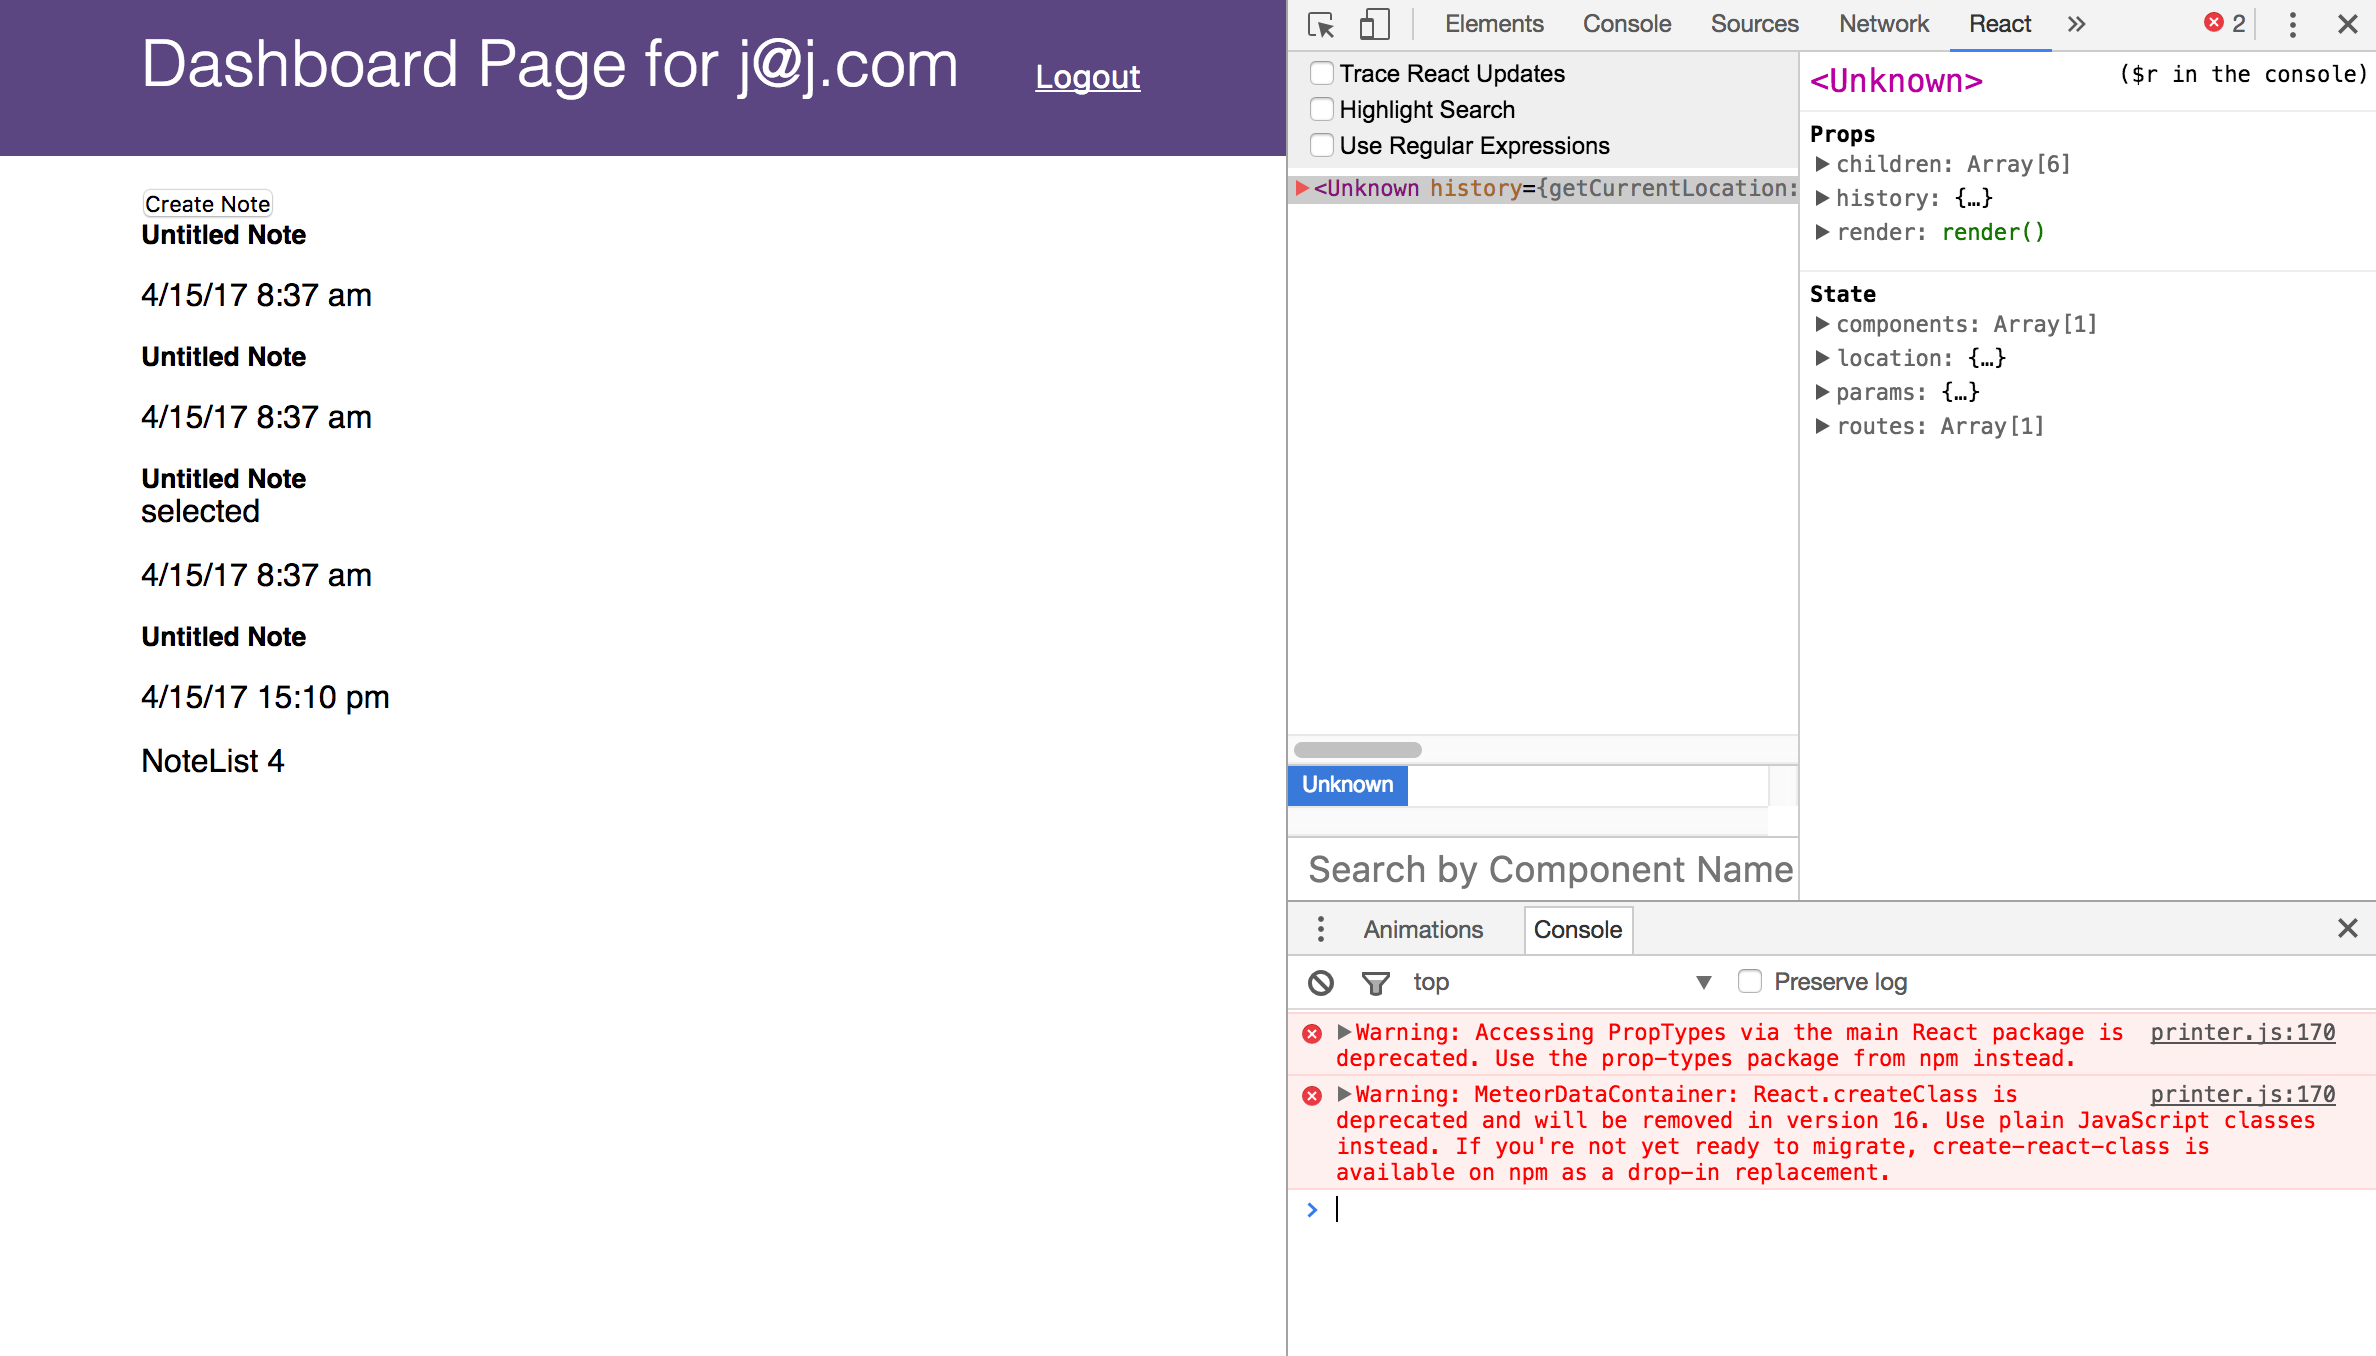 Dashboard Page for j@j.com
Logout
Create Note
Untitled Note
4/15/17 8:37 am
Untitled Note
4/15/17 8:37 am
Untitled Note
selected
4/15/17 8:37 am
Untitled Note
4/15/17 15:10 pm
NoteList 4
Elements Console Sources Network React » 2
Trace React Updates
Highlight Search
Use Regular Expressions
<Unknown history={getCurrentLocation:
Unknown
Search by Component Name
<Unknown> ($r in the console)
Props
children: Array[6]
history: {…}
render: render()
State
components: Array[1]
location: {…}
params: {…}
routes: Array[1]
Animations Console
top Preserve log
Warning: Accessing PropTypes via the main React package is printer.js:170
deprecated. Use the prop-types package from npm instead.
Warning: MeteorDataContainer: React.createClass is printer.js:170
deprecated and will be removed in version 16. Use plain JavaScript classes
instead. If you're not yet ready to migrate, create-react-class is
available on npm as a drop-in replacement.